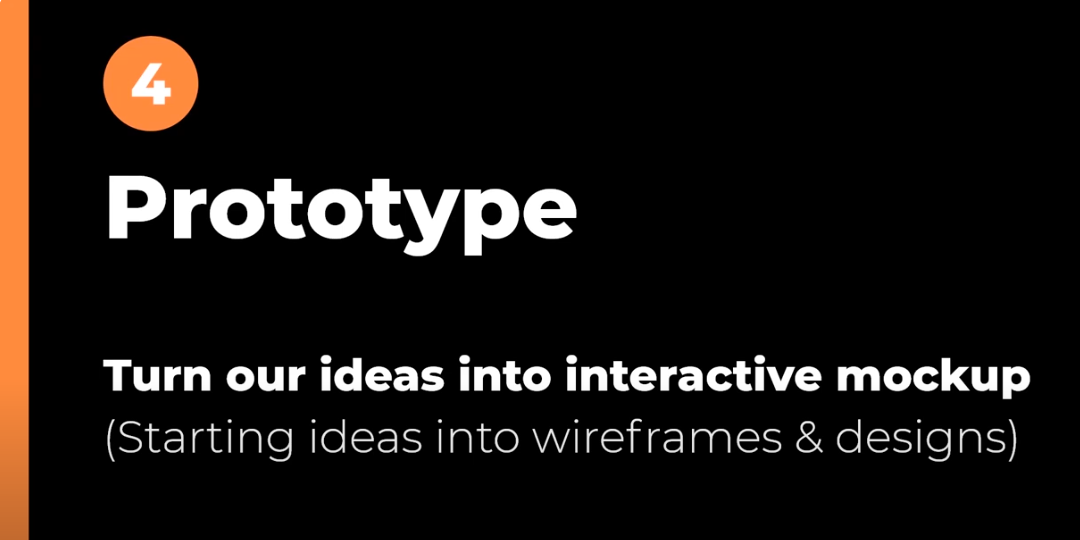 4
Prototype
Turn our ideas into interactive mockup
(Starting ideas into wireframes & designs)